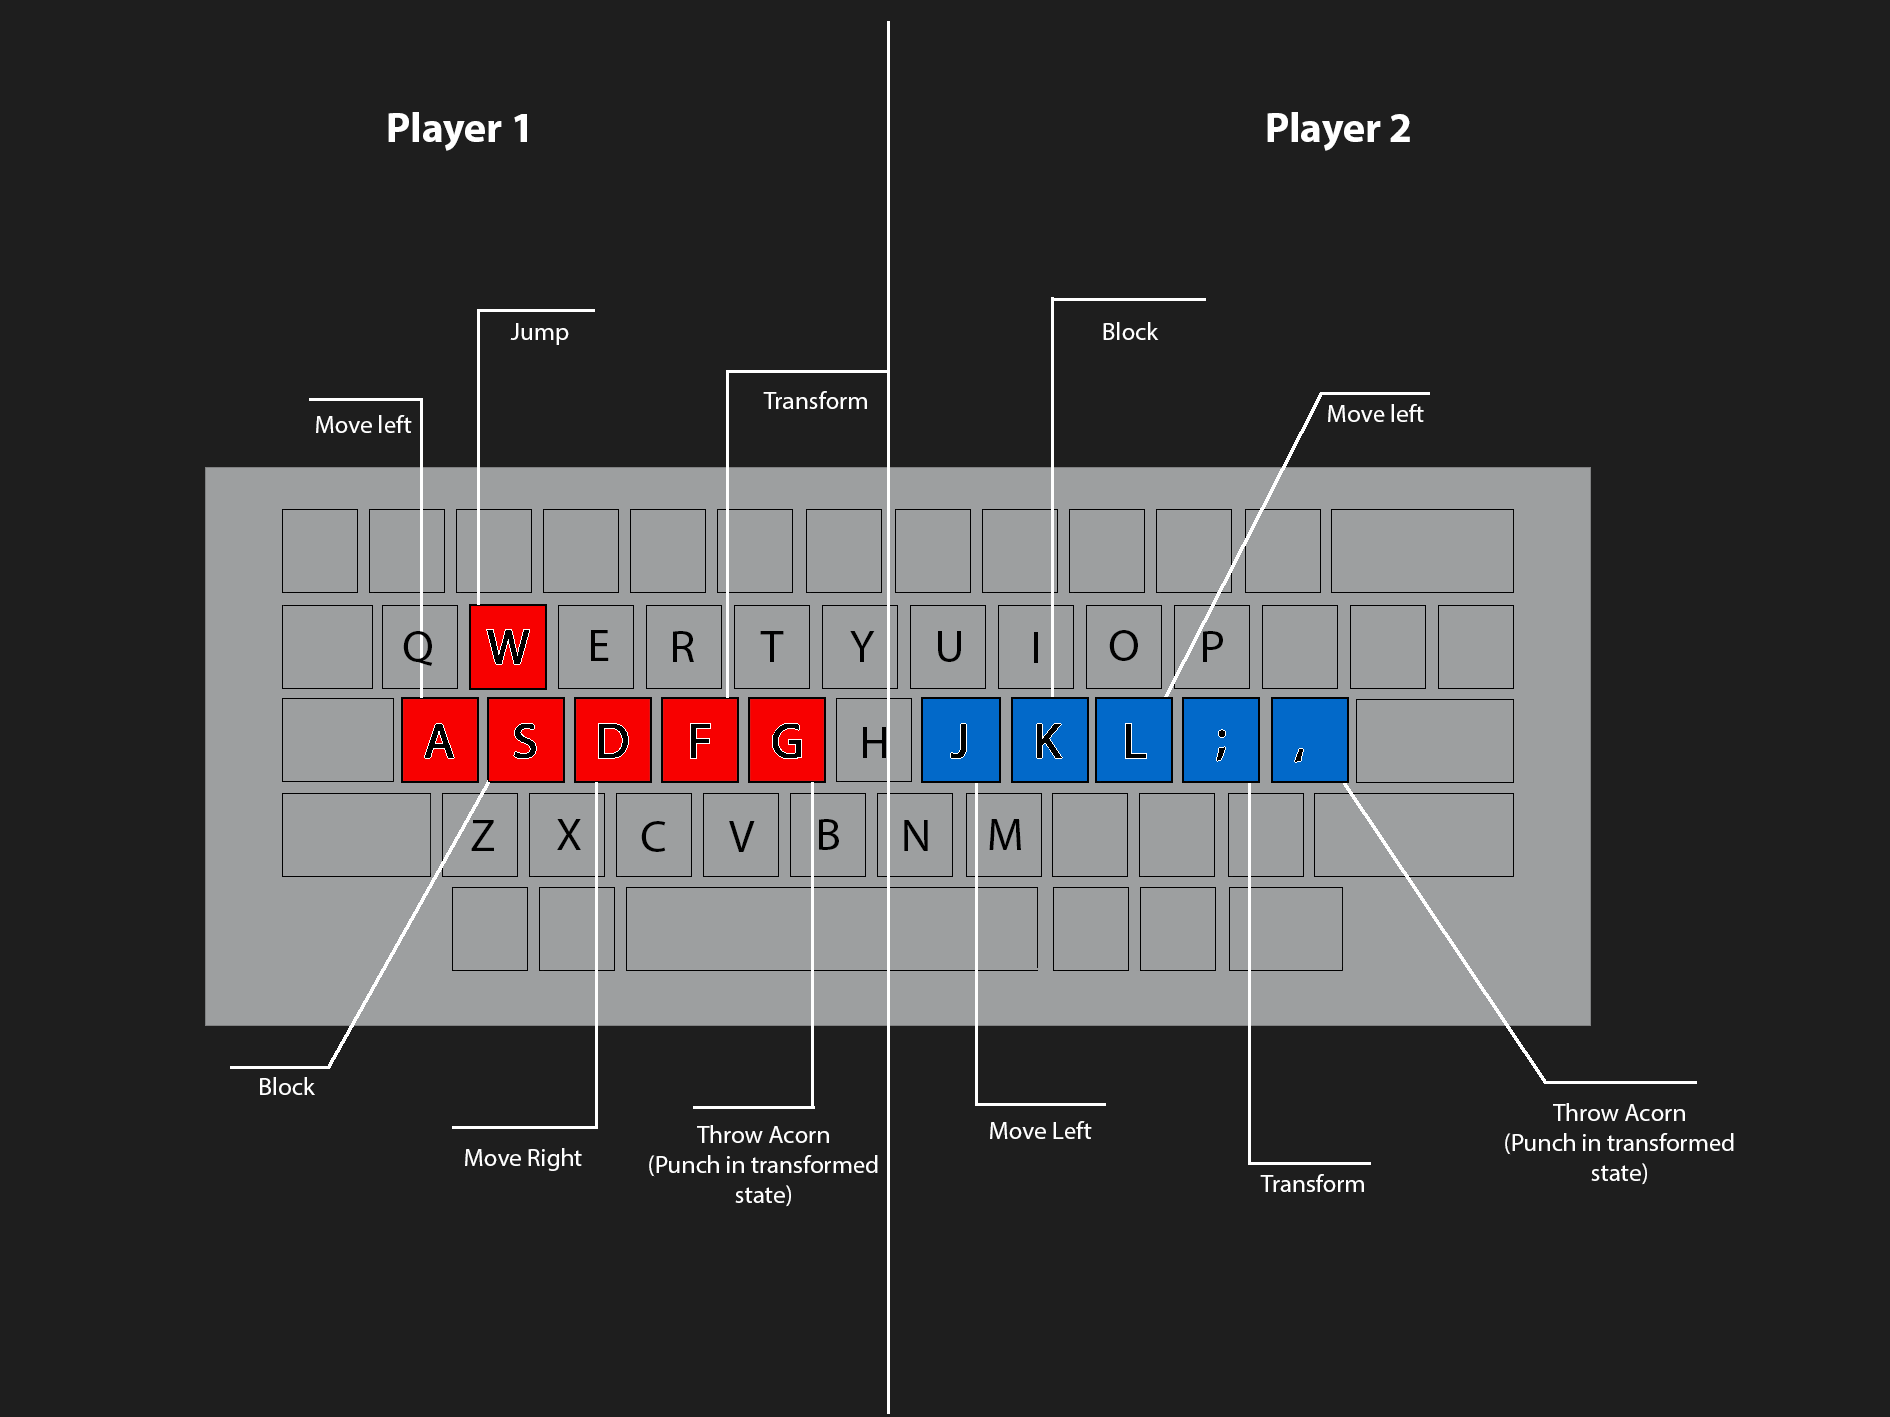 Player 1
Player 2
Jump
Block
Move left
Transform
Move left
Q W E R T Y U I O P
A S D F G H J K L ; ,
Z X C V B N M
Block
Move Right
Throw Acorn
(Punch in transformed
state)
Move Left
Transform
Throw Acorn
(Punch in transformed
state)